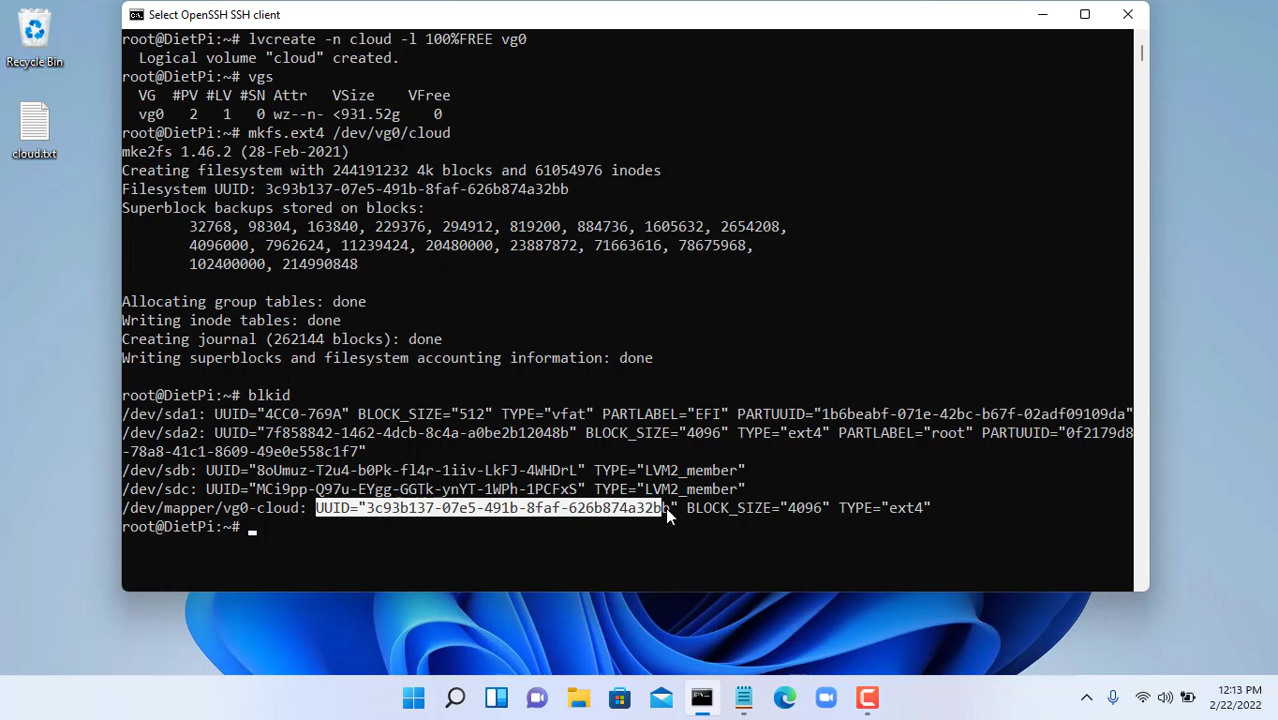 Select OpenSSH SSH client
Recycle Bin
cloud.txt
root@DietPi:~# lvcreate -n cloud -l 100%FREE vg0
Logical volume "cloud" created.
root@DietPi:~# vgs
VG #PV #LV #SN Attr VSize VFree
vg0 2 1 0 wz--n- <931.52g 0
root@DietPi:~# mkfs.ext4 /dev/vg0/cloud
mke2fs 1.46.2 (28-Feb-2021)
Creating filesystem with 244191232 4k blocks and 61054976 inodes
Filesystem UUID: 3c93b137-07e5-491b-8faf-626b874a32bb
Superblock backups stored on blocks:
32768, 98304, 163840, 229376, 294912, 819200, 884736, 1605632, 2654208,
4096000, 7962624, 11239424, 20480000, 23887872, 71663616, 78675968,
102400000, 214990848
Allocating group tables: done
Writing inode tables: done
Creating journal (262144 blocks): done
Writing superblocks and filesystem accounting information: done
root@DietPi:~# blkid
/dev/sda1: UUID="4CC0-769A" BLOCK_SIZE="512" TYPE="vfat" PARTLABEL="EFI" PARTUUID="1b6beabf-071e-42bc-b67f-02adf09109da"
/dev/sda2: UUID="7f858842-1462-4dcb-8c4a-a0be2b12048b" BLOCK_SIZE="4096" TYPE="ext4" PARTLABEL="root" PARTUUID="0f2179d8
-78a8-41c1-8609-49e0e558c1f7"
/dev/sdb: UUID="8oUmuz-T2u4-b0Pk-fl4r-1iiv-LkFJ-4WHDrL" TYPE="LVM2_member"
/dev/sdc: UUID="MCi9pp-Q97u-EYgg-GGTk-ynYT-1WPh-1PCFxS" TYPE="LVM2_member"
/dev/mapper/vg0-cloud: UUID="3c93b137-07e5-491b-8faf-626b874a32bb" BLOCK_SIZE="4096" TYPE="ext4"
root@DietPi:~#
12:13 PM
2/22/2022